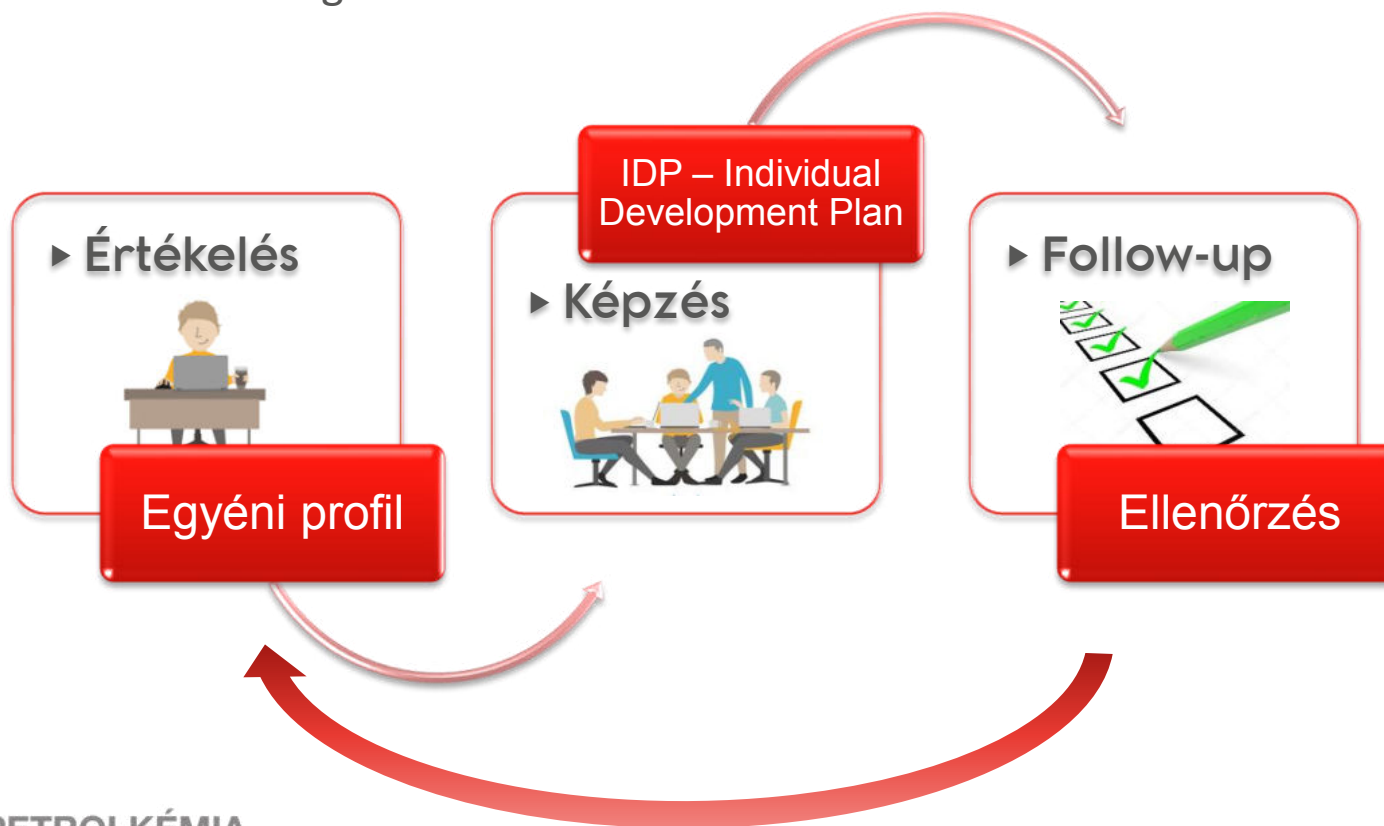 IDP – Individual
Development Plan
▸ Értékelés
▸ Képzés
▸ Follow-up
Egyéni profil
Ellenőrzés